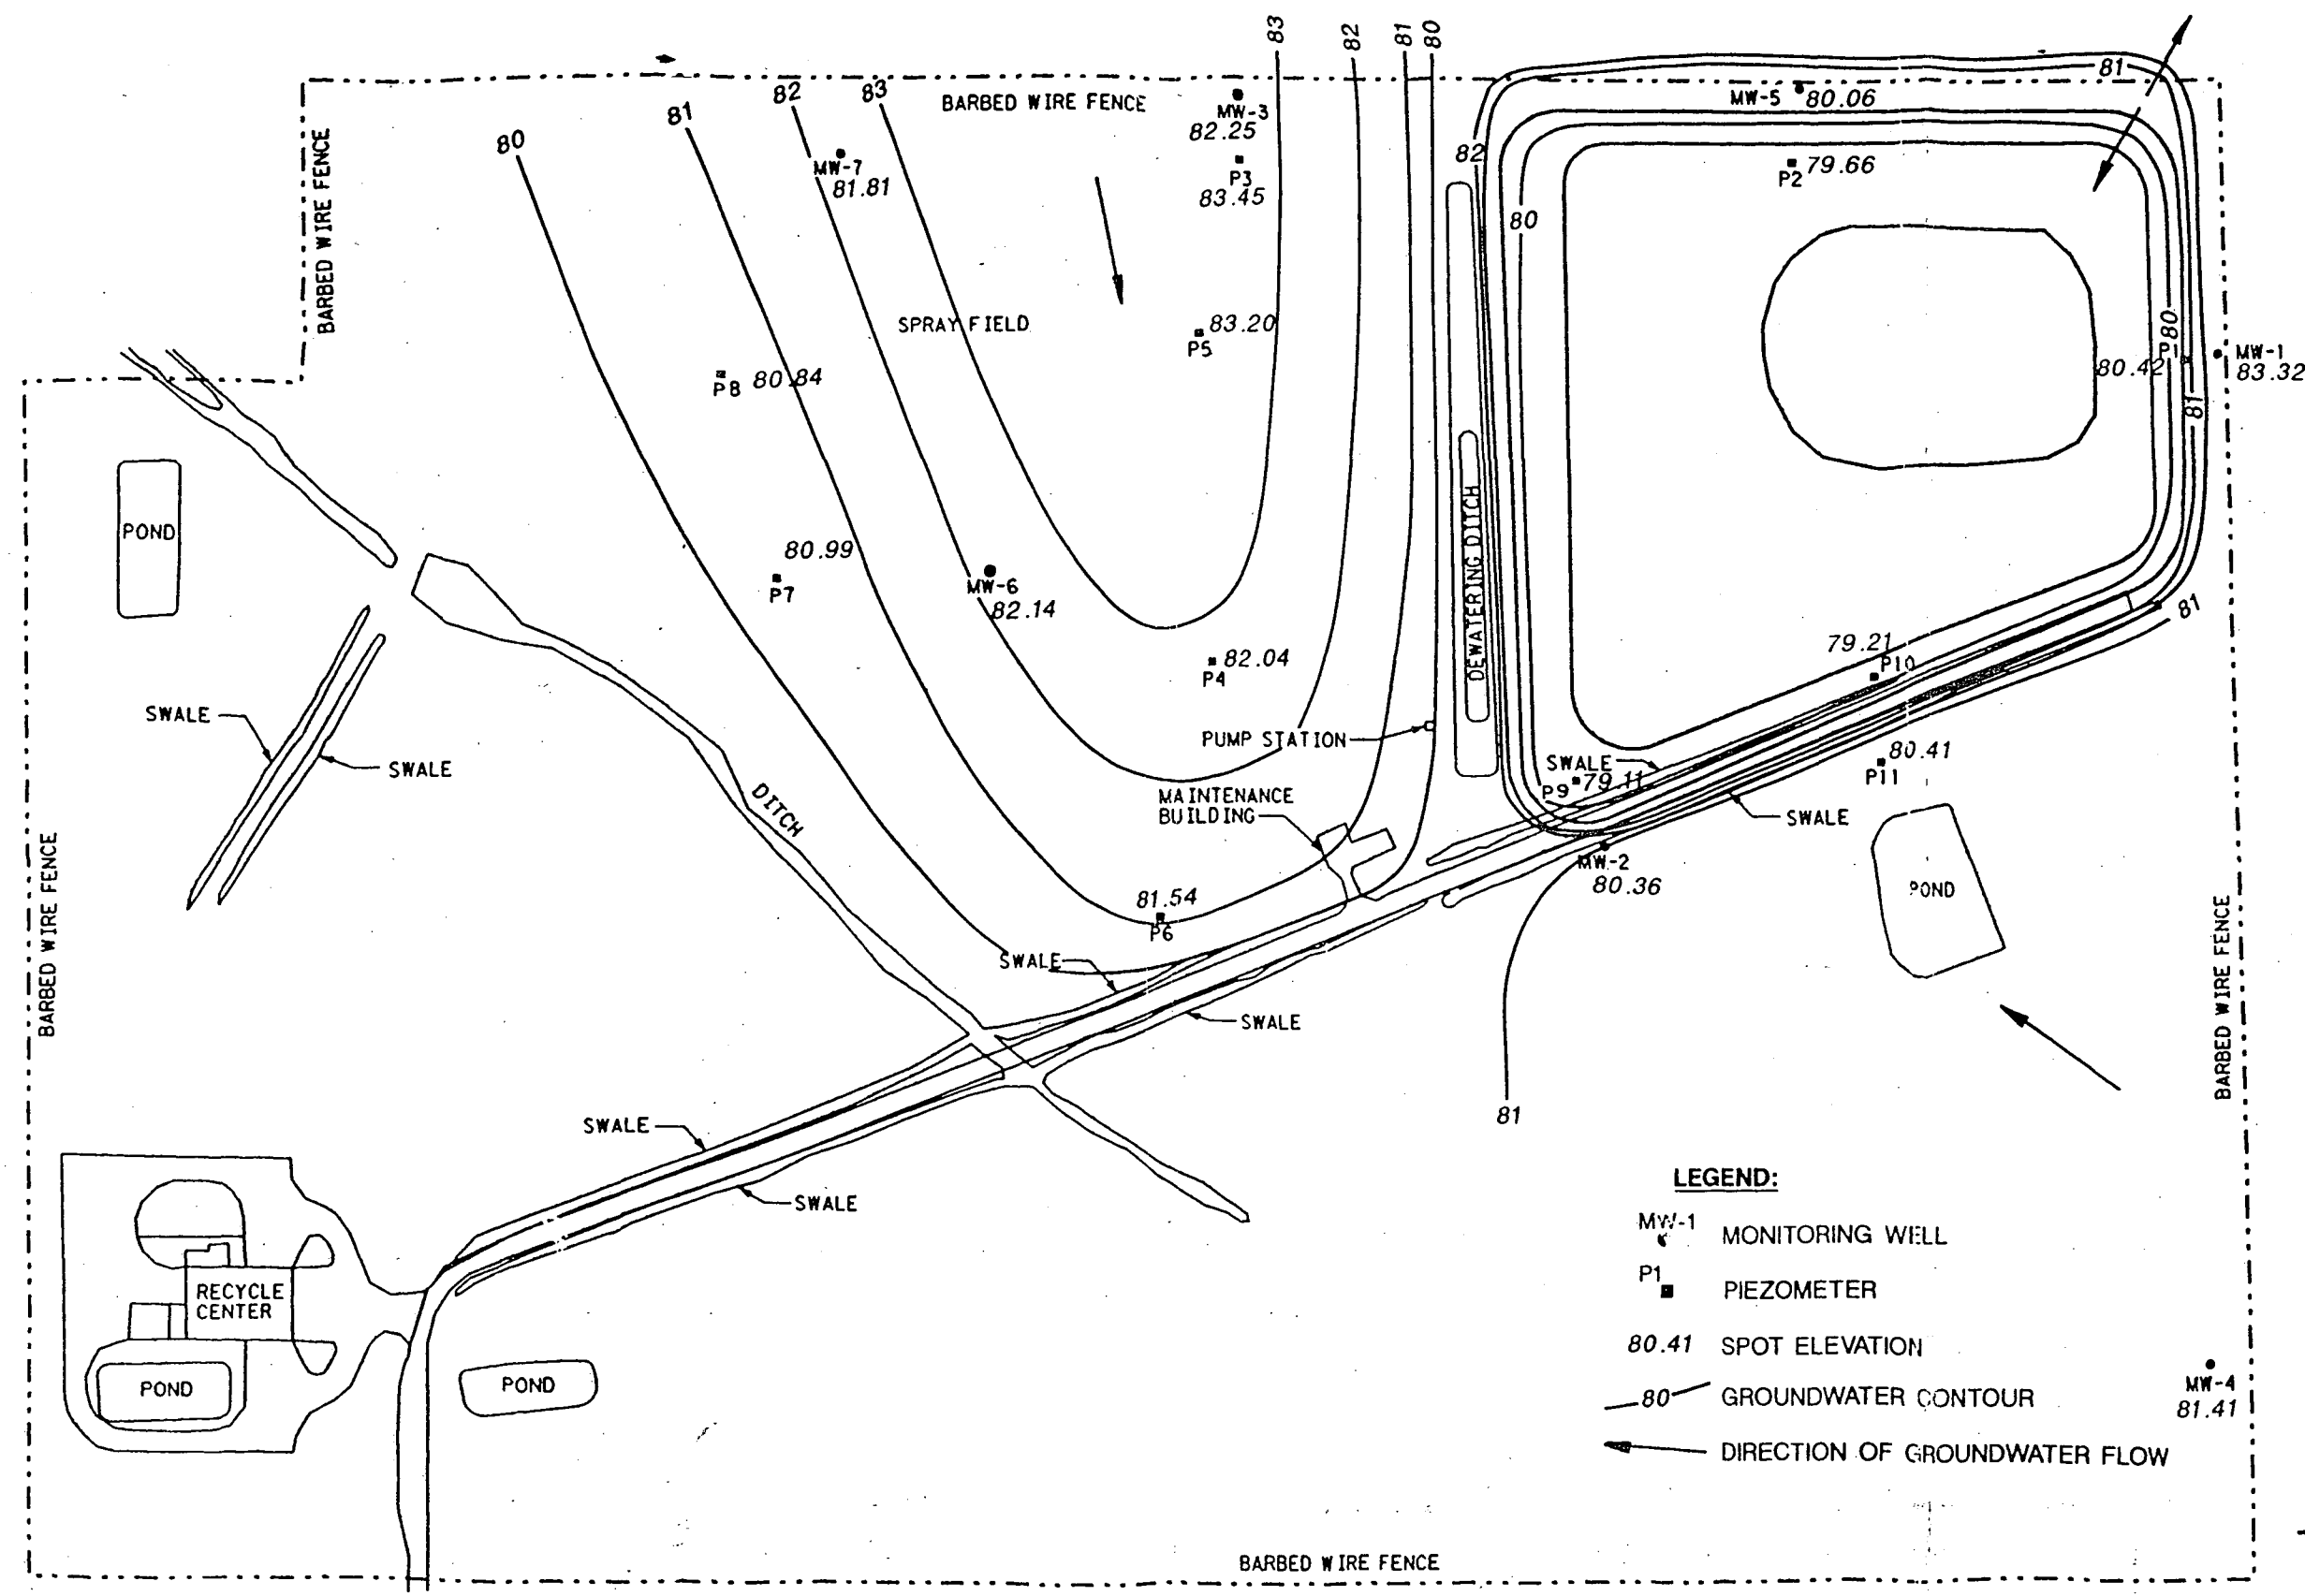 83
82
81
80
81
BARBED WIRE FENCE
MW-3
82.25
MW-5 80.06
80
81
82
83
BARBED WIRE FENCE
MW-7
81.81
P3
83.45
82
P2 79.66
80
SPRAY FIELD
P5 83.20
80
P1
80.42
MW-1
83.32
81
P8 80.84
POND
80.99
P7
MW-6
82.14
DEWATERING DITCH
81
P4 82.04
79.21
P10
SWALE
SWALE
PUMP STATION
SWALE
P9 79.11
80.41
P11
DITCH
MAINTENANCE
BUILDING
SWALE
MW-2
80.36
POND
BARBED WIRE FENCE
81.54
P6
SWALE
SWALE
BARBED WIRE FENCE
81
SWALE
SWALE
RECYCLE
CENTER
POND
POND
LEGEND:
MW-1 MONITORING WELL
P1 PIEZOMETER
80.41 SPOT ELEVATION
80 GROUNDWATER CONTOUR
DIRECTION OF GROUNDWATER FLOW
MW-4
81.41
BARBED WIRE FENCE